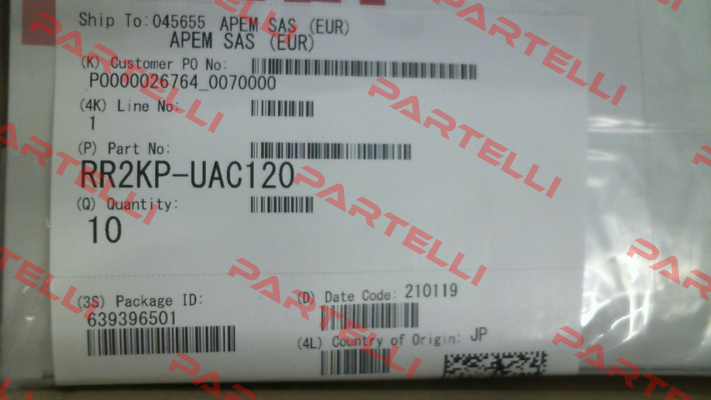 Ship To: 045655 APEM SAS (EUR)
APEM SAS (EUR)
(K) Customer PO No:
P0000026764_0070000
(4K) Line No:
1
(P) Part No:
RR2KP-UAC120
(Q) Quantity:
10
(3S) Package ID:
639396501
(D) Date Code: 210119
(4L) Country of Origin: JP
PARTELLI
PARTELLI
PARTELLI
PARTELLI
PARTELLI
PARTELLI
PARTELLI